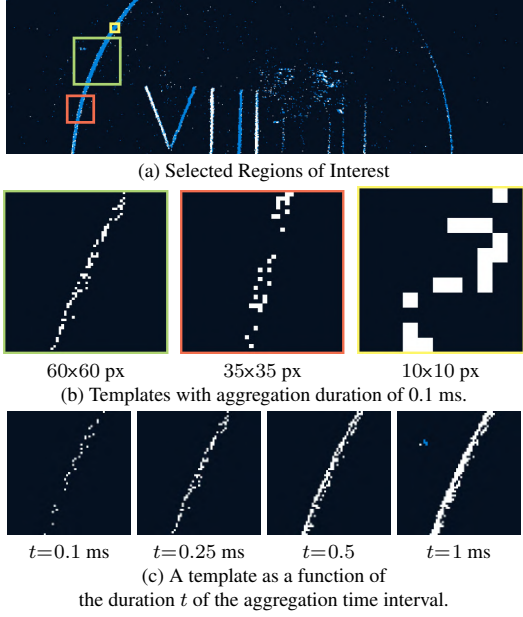 (a) Selected Regions of Interest
60×60 px 35×35 px 10×10 px
(b) Templates with aggregation duration of 0.1 ms.
t=0.1 ms t=0.25 ms t=0.5 t=1 ms
(c) A template as a function of
the duration t of the aggregation time interval.